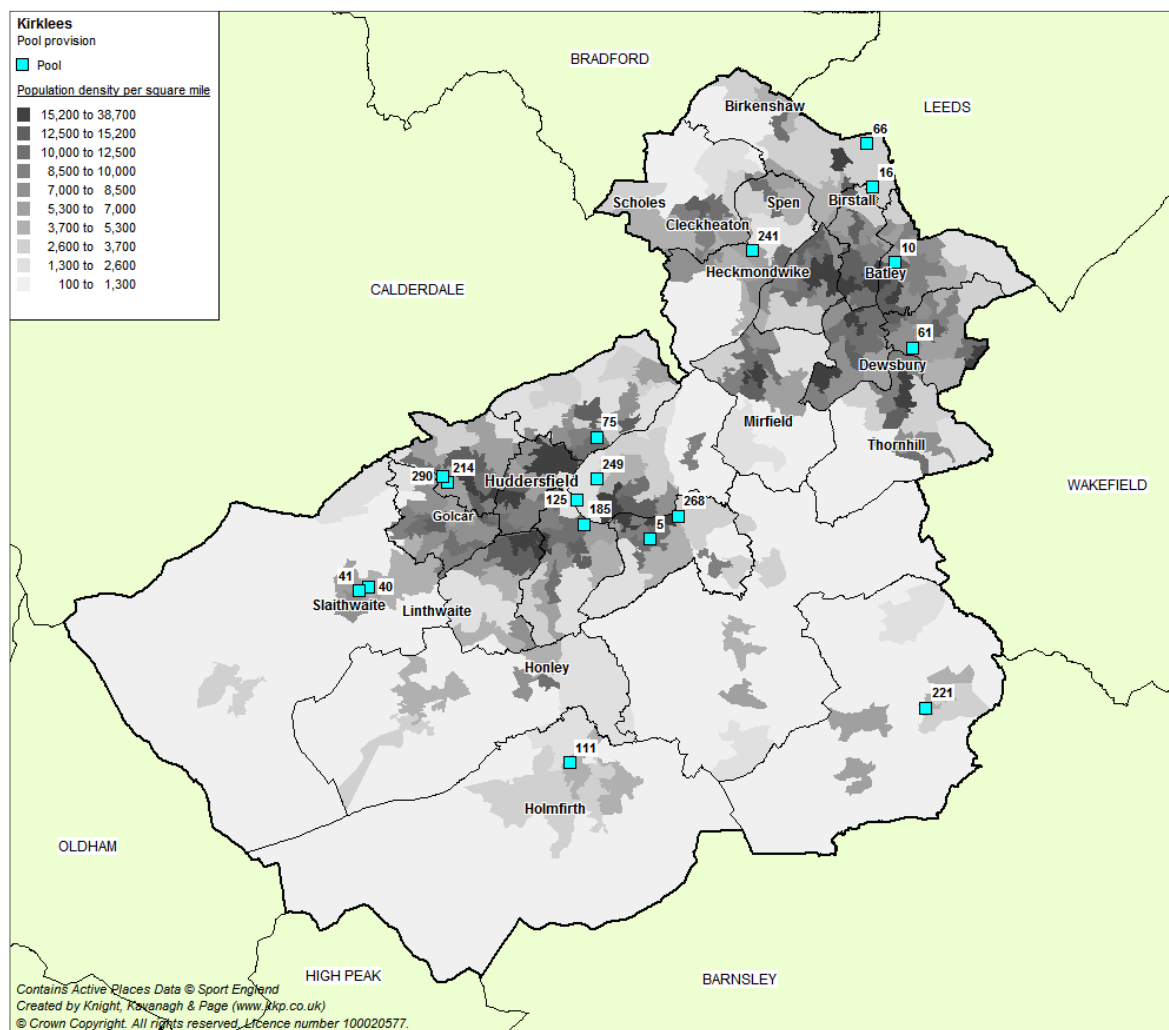 Kirklees
Pool provision
Pool
Population density per square mile
15,200 to 38,700
12,500 to 15,200
10,000 to 12,500
8,500 to 10,000
7,000 to 8,500
5,300 to 7,000
3,700 to 5,300
2,600 to 3,700
1,300 to 2,600
100 to 1,300
BRADFORD
LEEDS
Birkenshaw
66
16
Scholes
Spen
Birstall
Cleckheaton
241
10
Heckmondwike
Batley
CALDERDALE
61
Dewsbury
75
Mirfield
Thornhill
290
214
249
Huddersfield
WAKEFIELD
125
268
Golcar
185
5
41
40
Slaithwaite
Linthwaite
Honley
221
111
Holmfirth
OLDHAM
HIGH PEAK
BARNSLEY
Contains Active Places Data © Sport England
Created by Knight, Kavanagh & Page (www.kkp.co.uk)
© Crown Copyright. All rights reserved. Licence number 100020577.